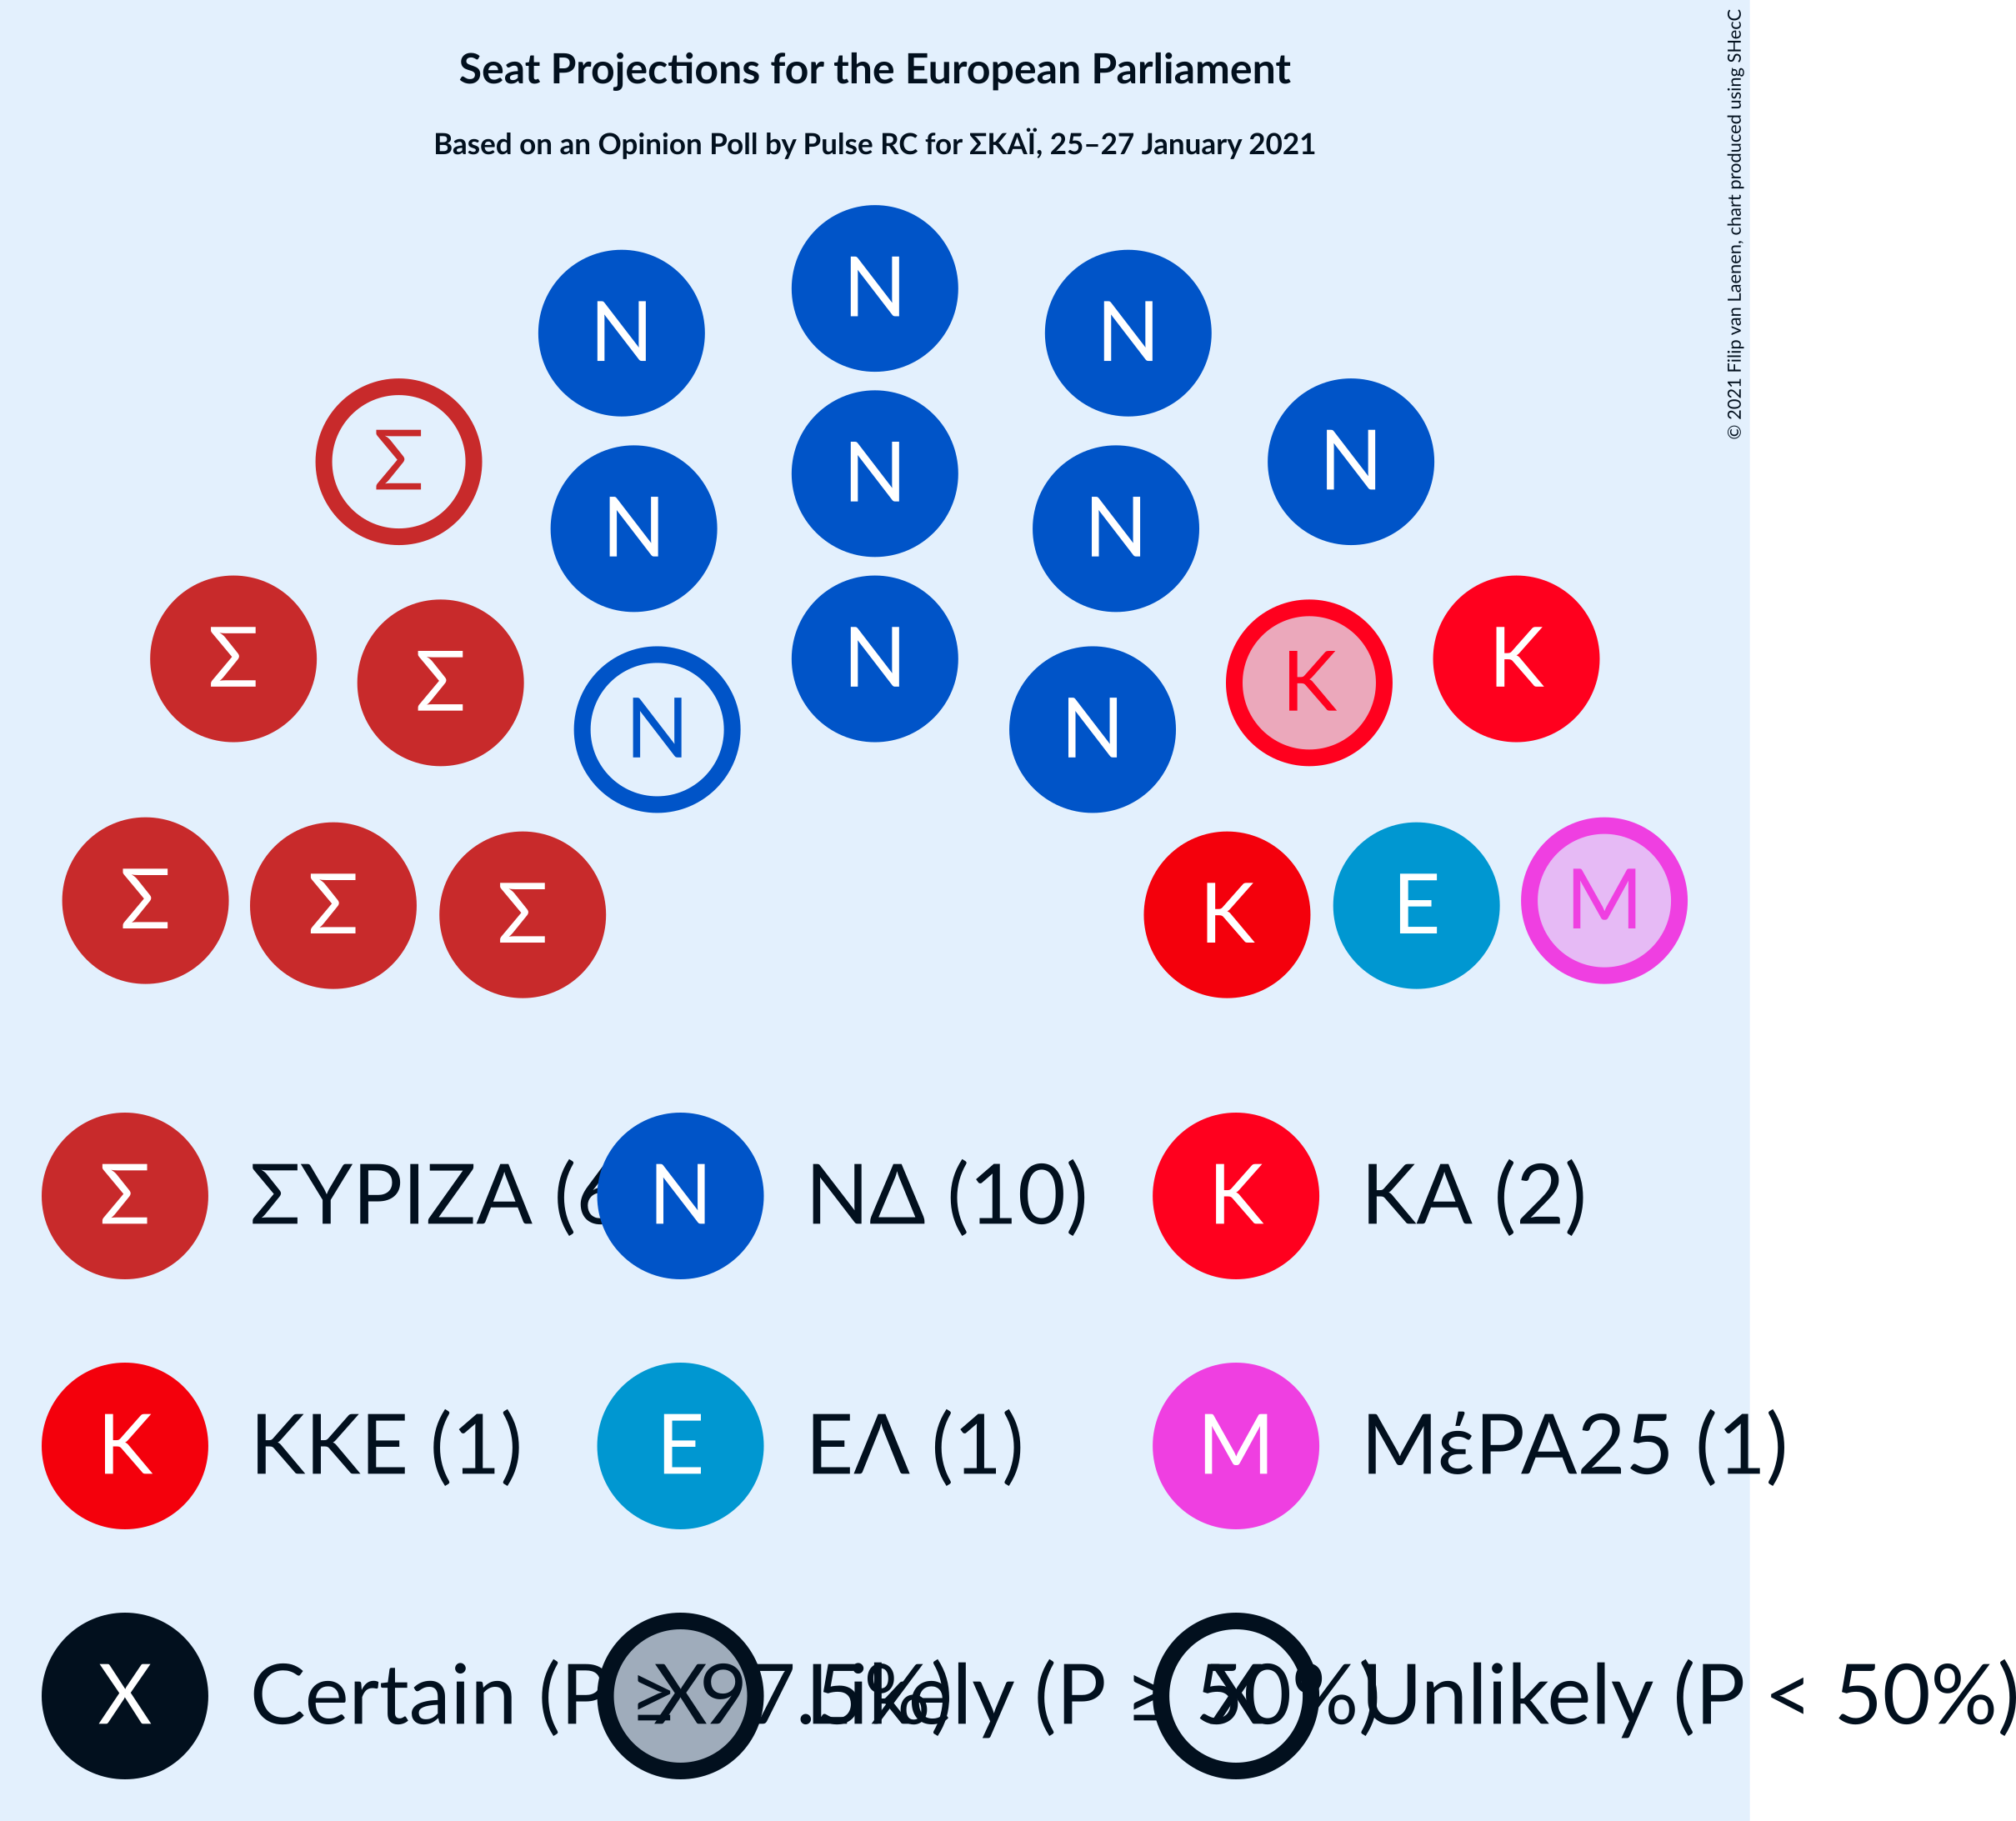 Seat Projections for the European Parliament
Based on an Opinion Poll by Pulse RC for ΣΚΑΪ, 25–27 January 2021
© 2021 Filip van Laenen, chart produced using SHecC
N
N N
Σ N N
N N
Σ N K
Σ K
N N
Σ M
Σ E
Σ K
Σ ΣΥΡΙΖΑ (6 N ΝΔ (10) K ΚΑ (2)
K ΚΚΕ (1) E ΕΛ (1) M ΜέΡΑ25 (1)
X Certain (P ≥ 97.5% X Likely (P ≥ 50%) X Unlikely (P < 50%)